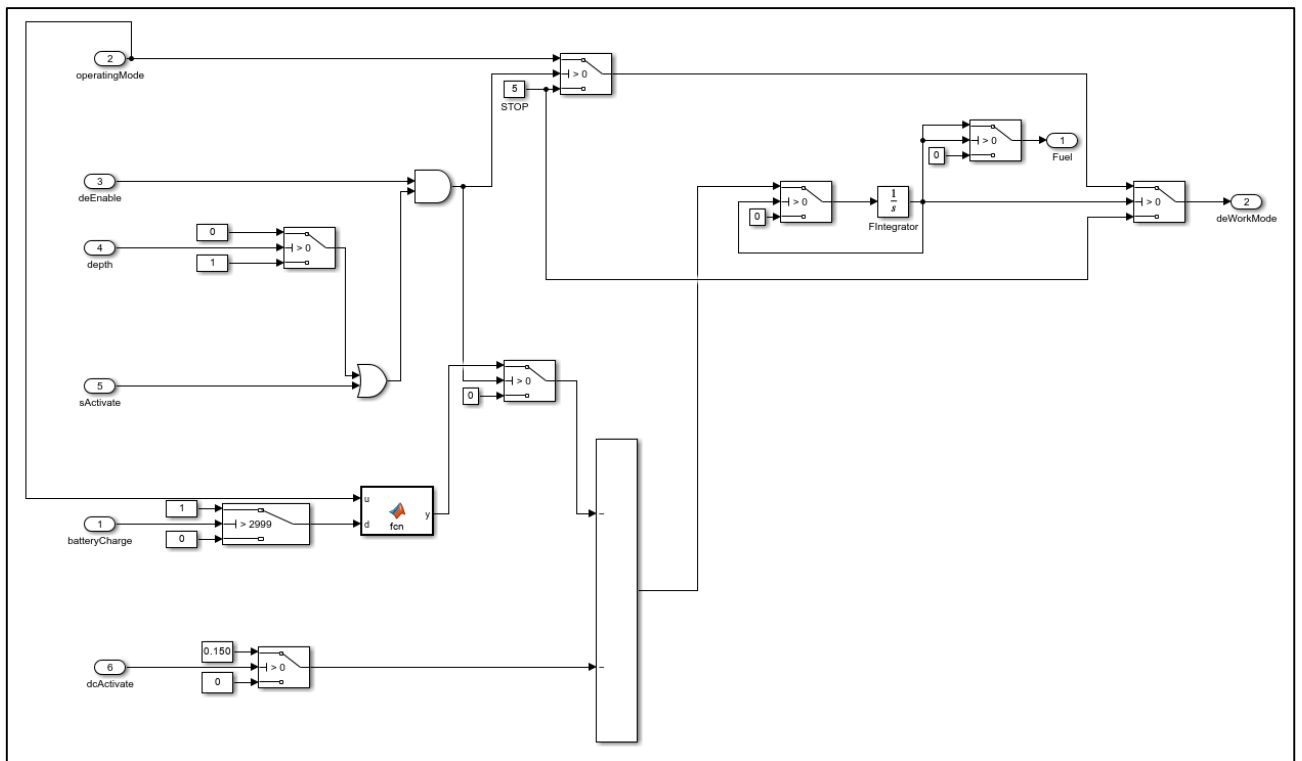 2
operatingMode
> 0
5
STOP
> 0
0
1
Fuel
3
deEnable
> 0
0
1
s
FIntegrator
> 0
2
deWorkMode
0
4
depth
> 0
1
5
sActivate
> 0
0
u
d
y
fcn
1
1
batteryCharge
> 2999
0
–
0.150
6
dcActivate
> 0
0
–